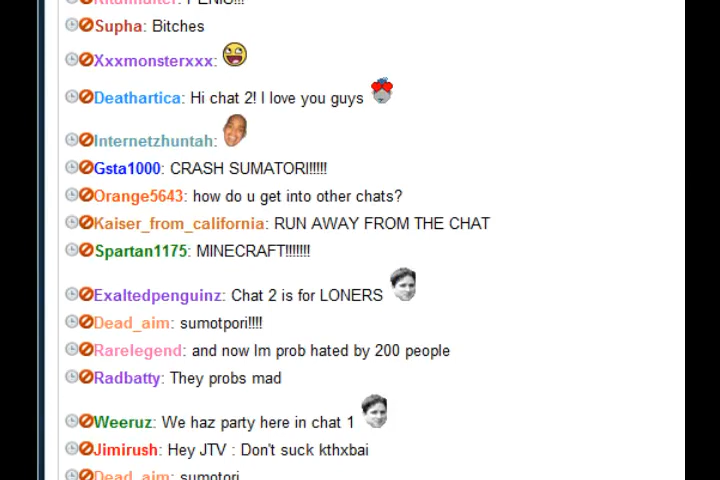 Supha: Bitches
Xxxmonsterxxx:
Deathartica: Hi chat 2! I love you guys
Internetzhuntah:
Gsta1000: CRASH SUMATORI!!!!!!
Orange5643: how do u get into other chats?
Kaiser_from_california: RUN AWAY FROM THE CHAT
Spartan1175: MINECRAFT!!!!!!!
Exaltedpenguinz: Chat 2 is for LONERS
Dead_aim: sumotpori!!!!
Rarelegend: and now Im prob hated by 200 people
Radbatty: They probs mad
Weeruz: We haz party here in chat 1
Jimirush: Hey JTV : Don't suck kthxbai
Dead_aim: sumotori